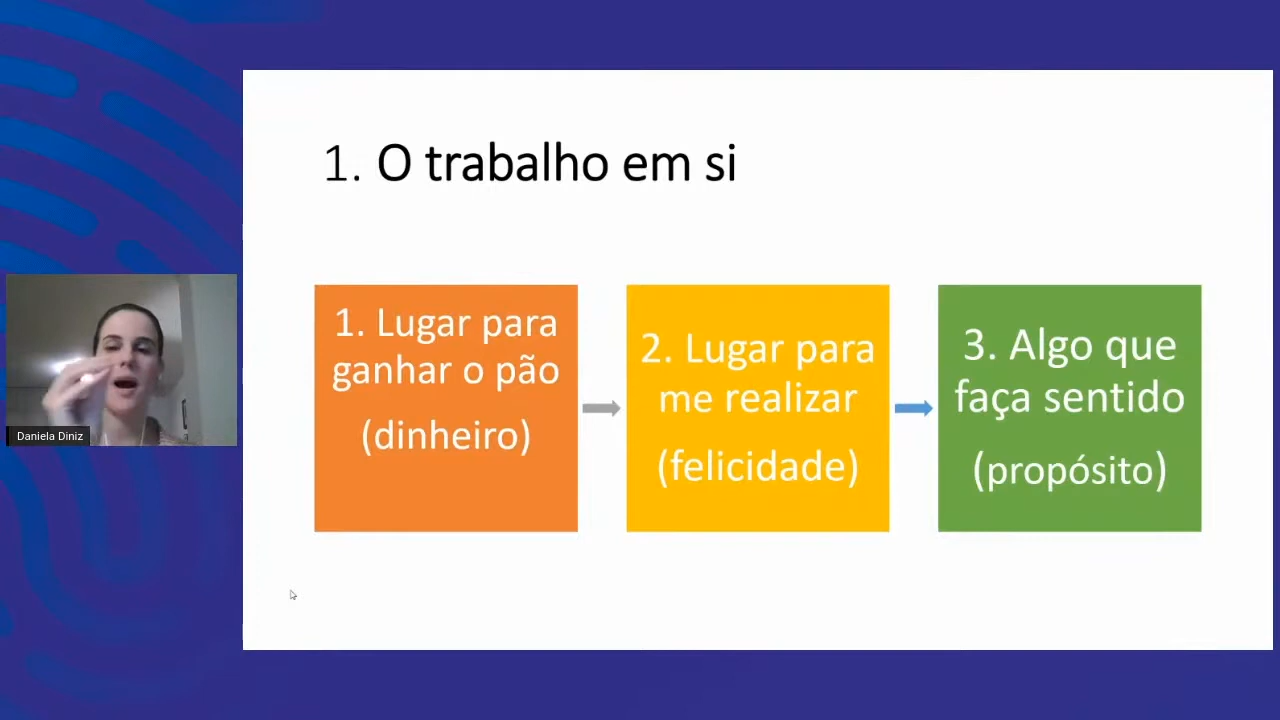 1. O trabalho em si
1. Lugar para
ganhar o pão
(dinheiro)
2. Lugar para
me realizar
(felicidade)
3. Algo que
faça sentido
(propósito)
Daniela Diniz